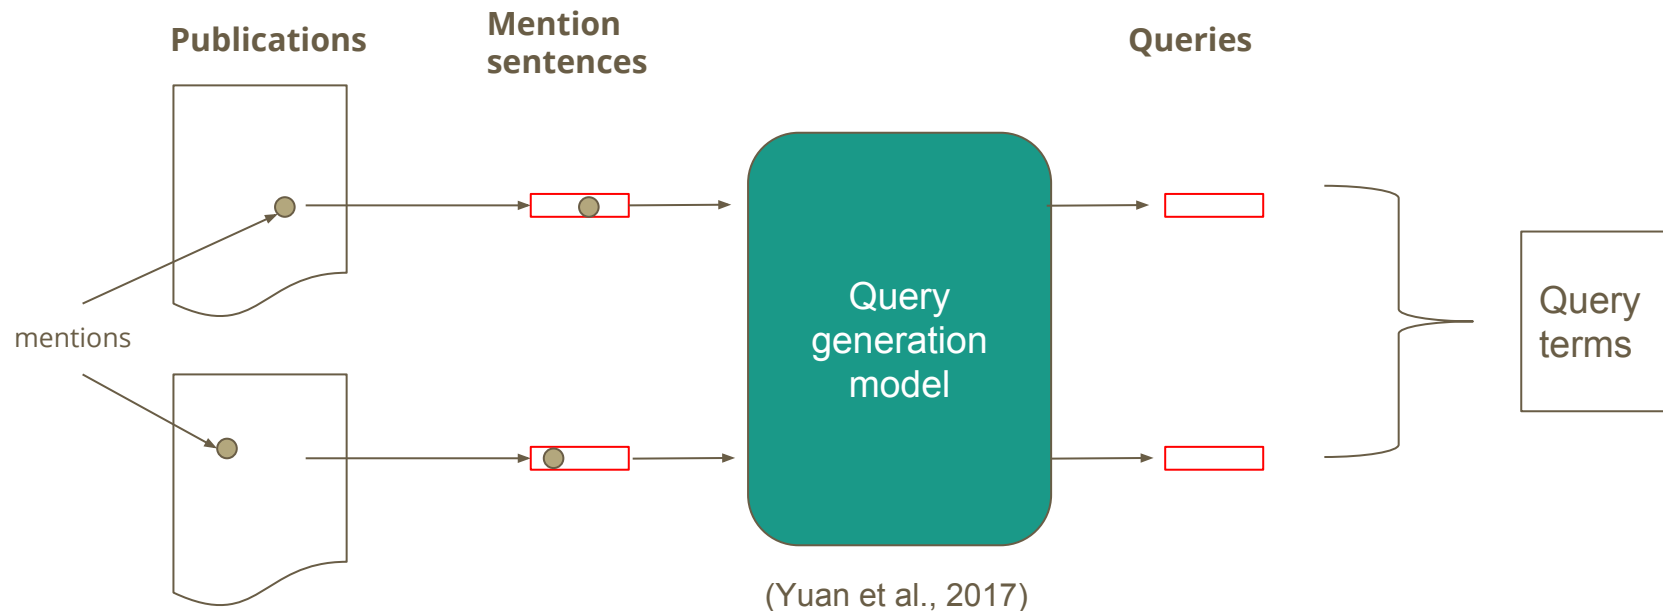 Publications
Mention
sentences
Queries
mentions
Query
generation
model
Query
terms
(Yuan et al., 2017)